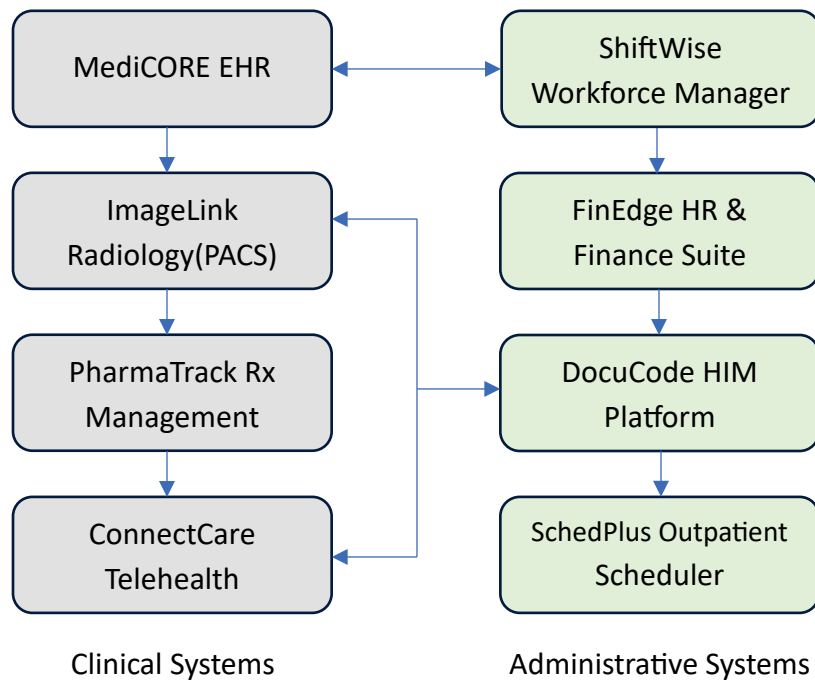 MediCORE EHR
ShiftWise
Workforce Manager
ImageLink
Radiology(PACS)
FinEdge HR &
Finance Suite
PharmaTrack Rx
Management
DocuCode HIM
Platform
ConnectCare
Telehealth
SchedPlus Outpatient
Scheduler
Clinical Systems
Administrative Systems